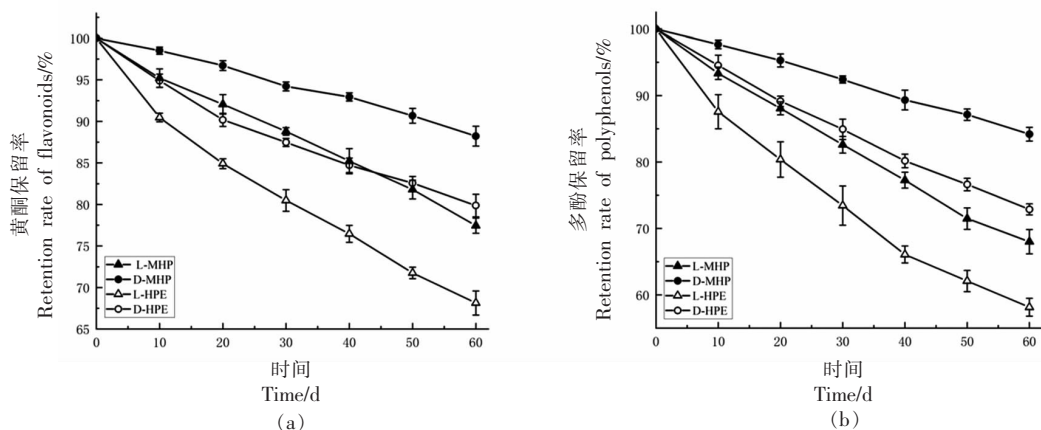 黄酮保留率
Retention rate of flavonoids/%
100
95
90
85
80
75
70
65
L-MHP
D-MHP
L-HPE
D-HPE
0 10 20 30 40 50 60
时间
Time/d
(a)
多酚保留率
Retention rate of polyphenols/%
100
90
80
70
60
L-MHP
D-MHP
L-HPE
D-HPE
0 10 20 30 40 50 60
时间
Time/d
(b)